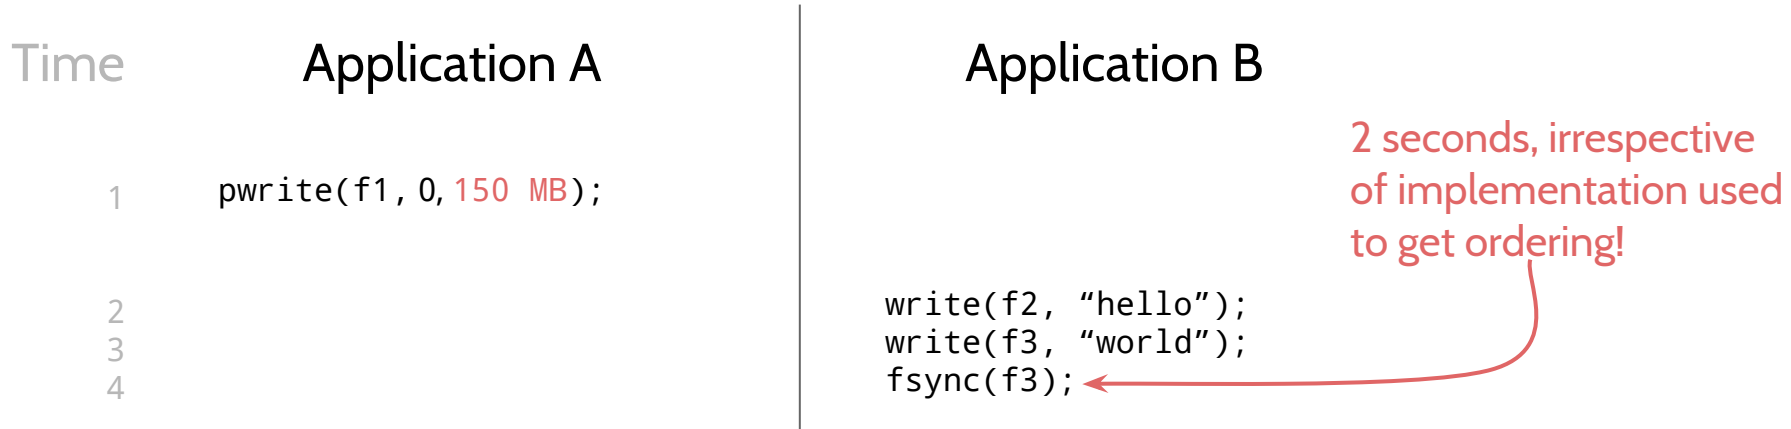 Time Application A Application B
2 seconds, irrespective
of implementation used
to get ordering!
1 pwrite(f1, 0, 150 MB);
2 write(f2, “hello”);
3 write(f3, “world”);
4 fsync(f3);